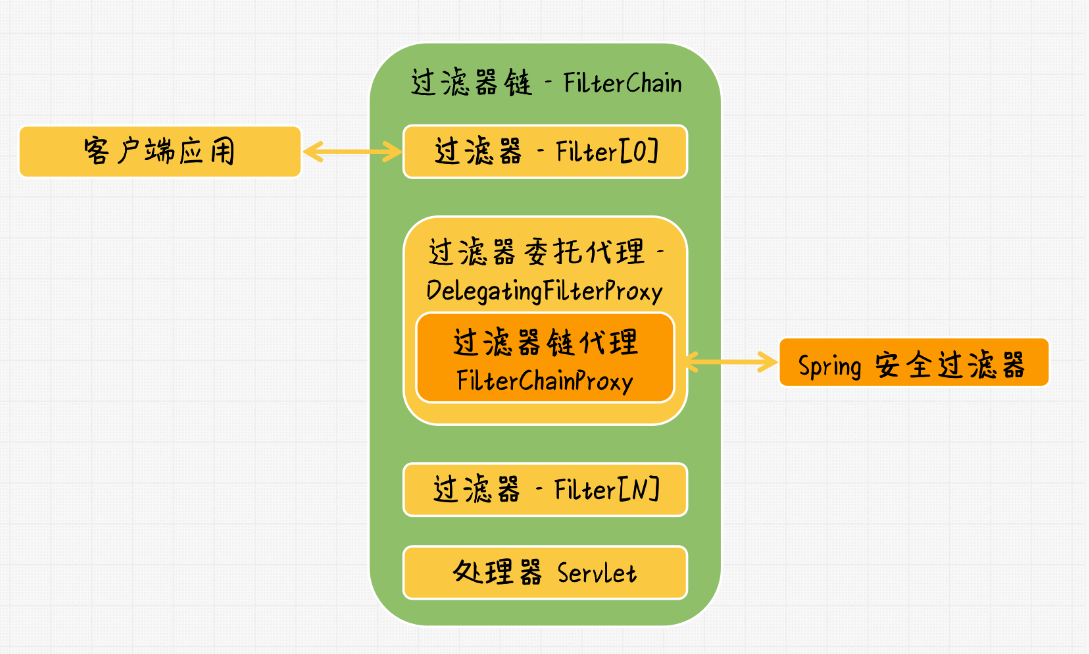 过滤器链 - FilterChain
客户端应用
过滤器 - Filter[0]
过滤器委托代理 -
DelegatingFilterProxy
过滤器链代理
FilterChainProxy
Spring 安全过滤器
过滤器 - Filter[N]
处理器 Servlet